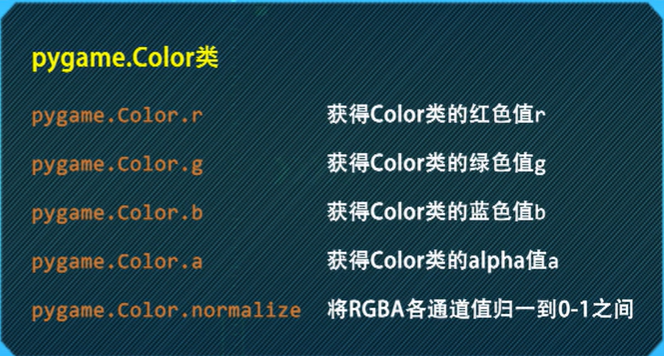 pygame.Color类
pygame.Color.r 获得Color类的红色值r
pygame.Color.g 获得Color类的绿色值g
pygame.Color.b 获得Color类的蓝色值b
pygame.Color.a 获得Color类的alpha值a
pygame.Color.normalize 将RGBA各通道值归一到0-1之间